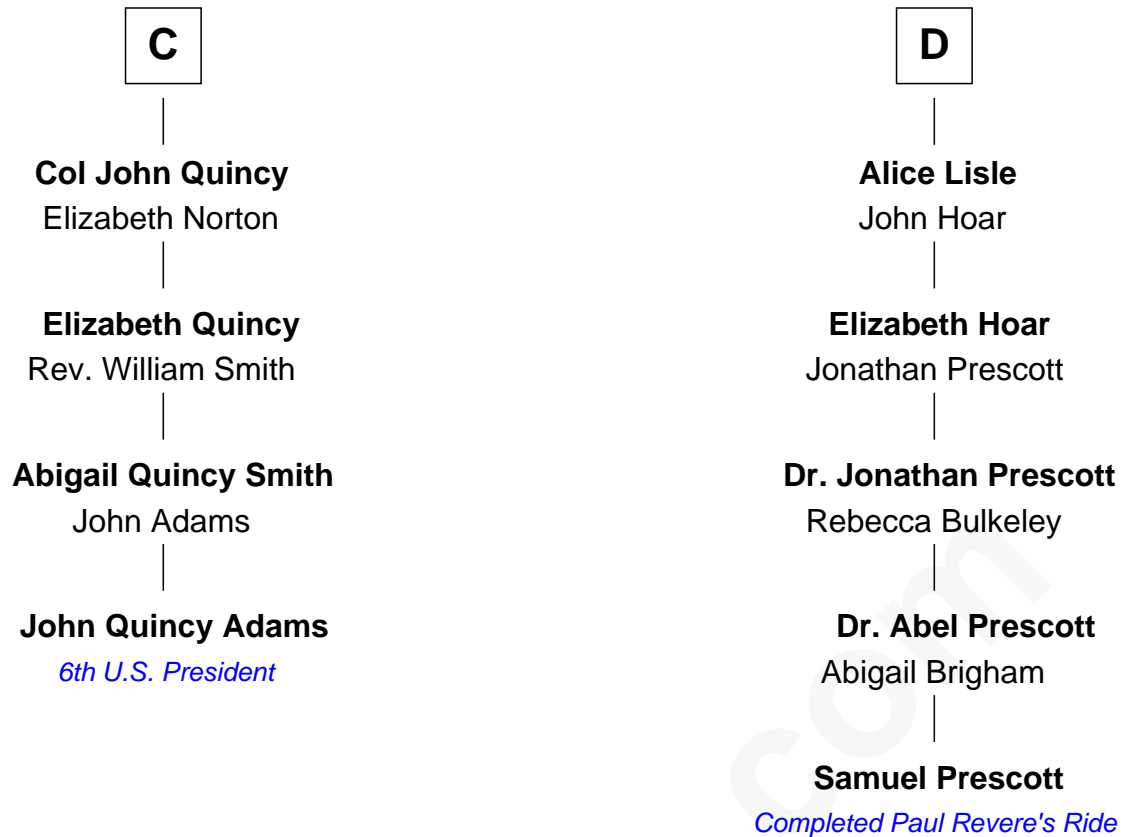 C
Col John Quincy
Elizabeth Norton
Elizabeth Quincy
Rev. William Smith
Abigail Quincy Smith
John Adams
John Quincy Adams
6th U.S. President
D
Alice Lisle
John Hoar
Elizabeth Hoar
Jonathan Prescott
Dr. Jonathan Prescott
Rebecca Bulkeley
Dr. Abel Prescott
Abigail Brigham
Samuel Prescott
Completed Paul Revere's Ride
com